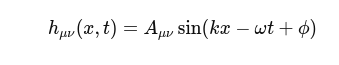 h_{μν}(x, t) = A_{μν} sin(kx − ωt + ϕ)